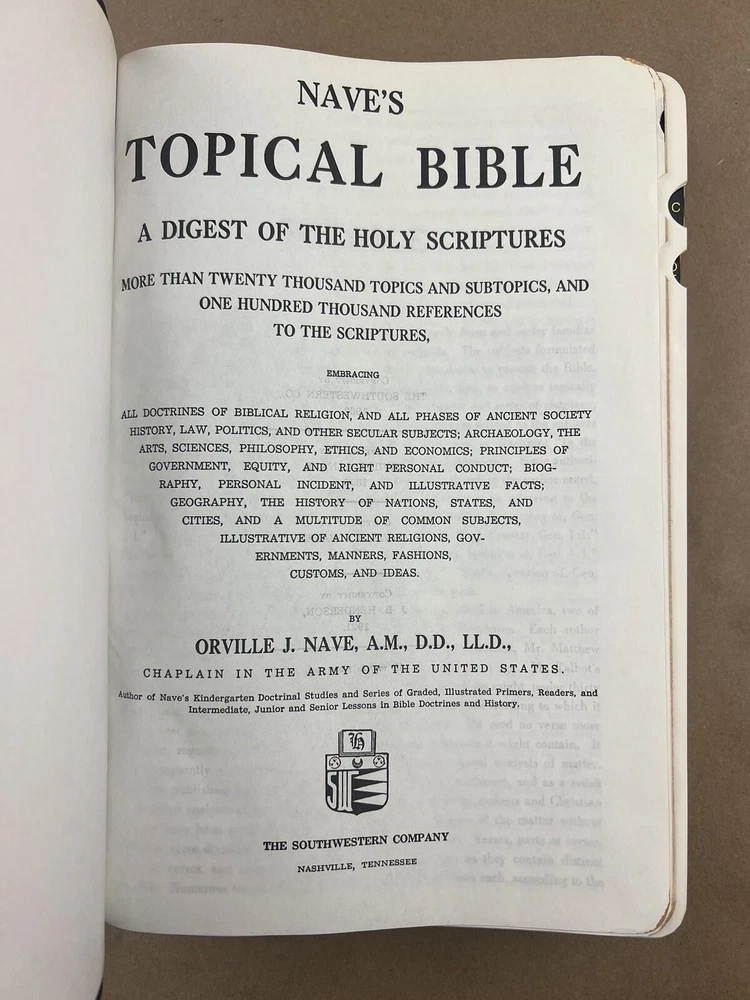 NAVE'S
TOPICAL BIBLE
A DIGEST OF THE HOLY SCRIPTURES
MORE THAN TWENTY THOUSAND TOPICS AND SUBTOPICS, AND
ONE HUNDRED THOUSAND REFERENCES
TO THE SCRIPTURES,
EMBRACING
ALL DOCTRINES OF BIBLICAL RELIGION, AND ALL PHASES OF ANCIENT SOCIETY
HISTORY, LAW, POLITICS, AND OTHER SECULAR SUBJECTS; ARCHAEOLOGY, THE
ARTS, SCIENCES, PHILOSOPHY, ETHICS, AND ECONOMICS; PRINCIPLES OF
GOVERNMENT, EQUITY, AND RIGHT PERSONAL CONDUCT; BIOG-
RAPHY, PERSONAL INCIDENT, AND ILLUSTRATIVE FACTS;
GEOGRAPHY, THE HISTORY OF NATIONS, STATES, AND
CITIES, AND A MULTITUDE OF COMMON SUBJECTS,
ILLUSTRATIVE OF ANCIENT RELIGIONS, GOV-
ERNMENTS, MANNERS, FASHIONS,
CUSTOMS, AND IDEAS.
BY
ORVILLE J. NAVE, A.M., D.D., LL.D.,
CHAPLAIN IN THE ARMY OF THE UNITED STATES.
Author of Nave's Kindergarten Doctrinal Studies and Series of Graded, Illustrated Primers, Readers, and
Intermediate, Junior and Senior Lessons in Bible Doctrines and History.
THE SOUTHWESTERN COMPANY
NASHVILLE, TENNESSEE
C